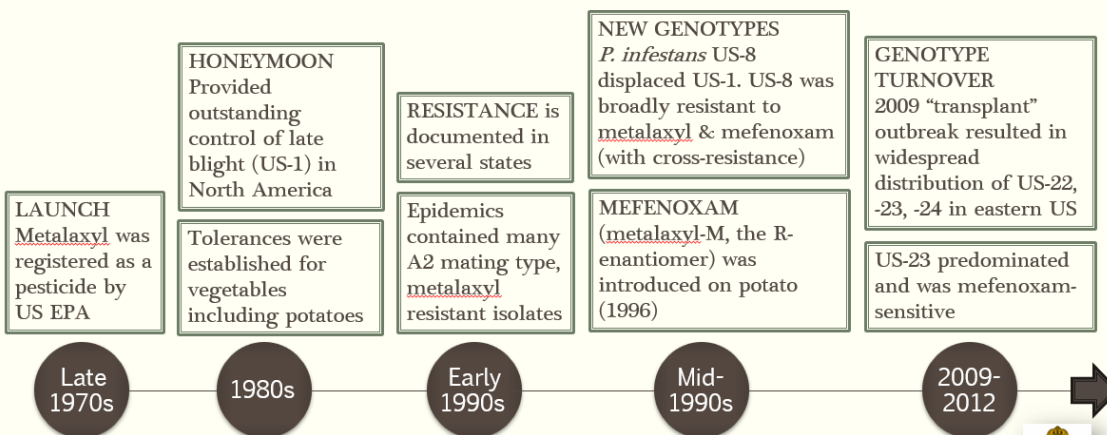 LAUNCH
Metalaxyl was
registered as a
pesticide by
US EPA
Late
1970s
HONEYMOON
Provided
outstanding
control of late
blight (US-1) in
North America
Tolerances were
established for
vegetables
including potatoes
1980s
RESISTANCE is
documented in
several states
Epidemics
contained many
A2 mating type,
metalaxyl
resistant isolates
Early
1990s
NEW GENOTYPES
P. infestans US-8
displaced US-1. US-8 was
broadly resistant to
metalaxyl & mefenoxam
(with cross-resistance)
MEFENOXAM
(metalaxyl-M, the R-
enantiomer) was
introduced on potato
(1996)
Mid-
1990s
GENOTYPE
TURNOVER
2009 “transplant”
outbreak resulted in
widespread
distribution of US-22,
-23, -24 in eastern US
US-23 predominated
and was mefenoxam-
sensitive
2009-
2012